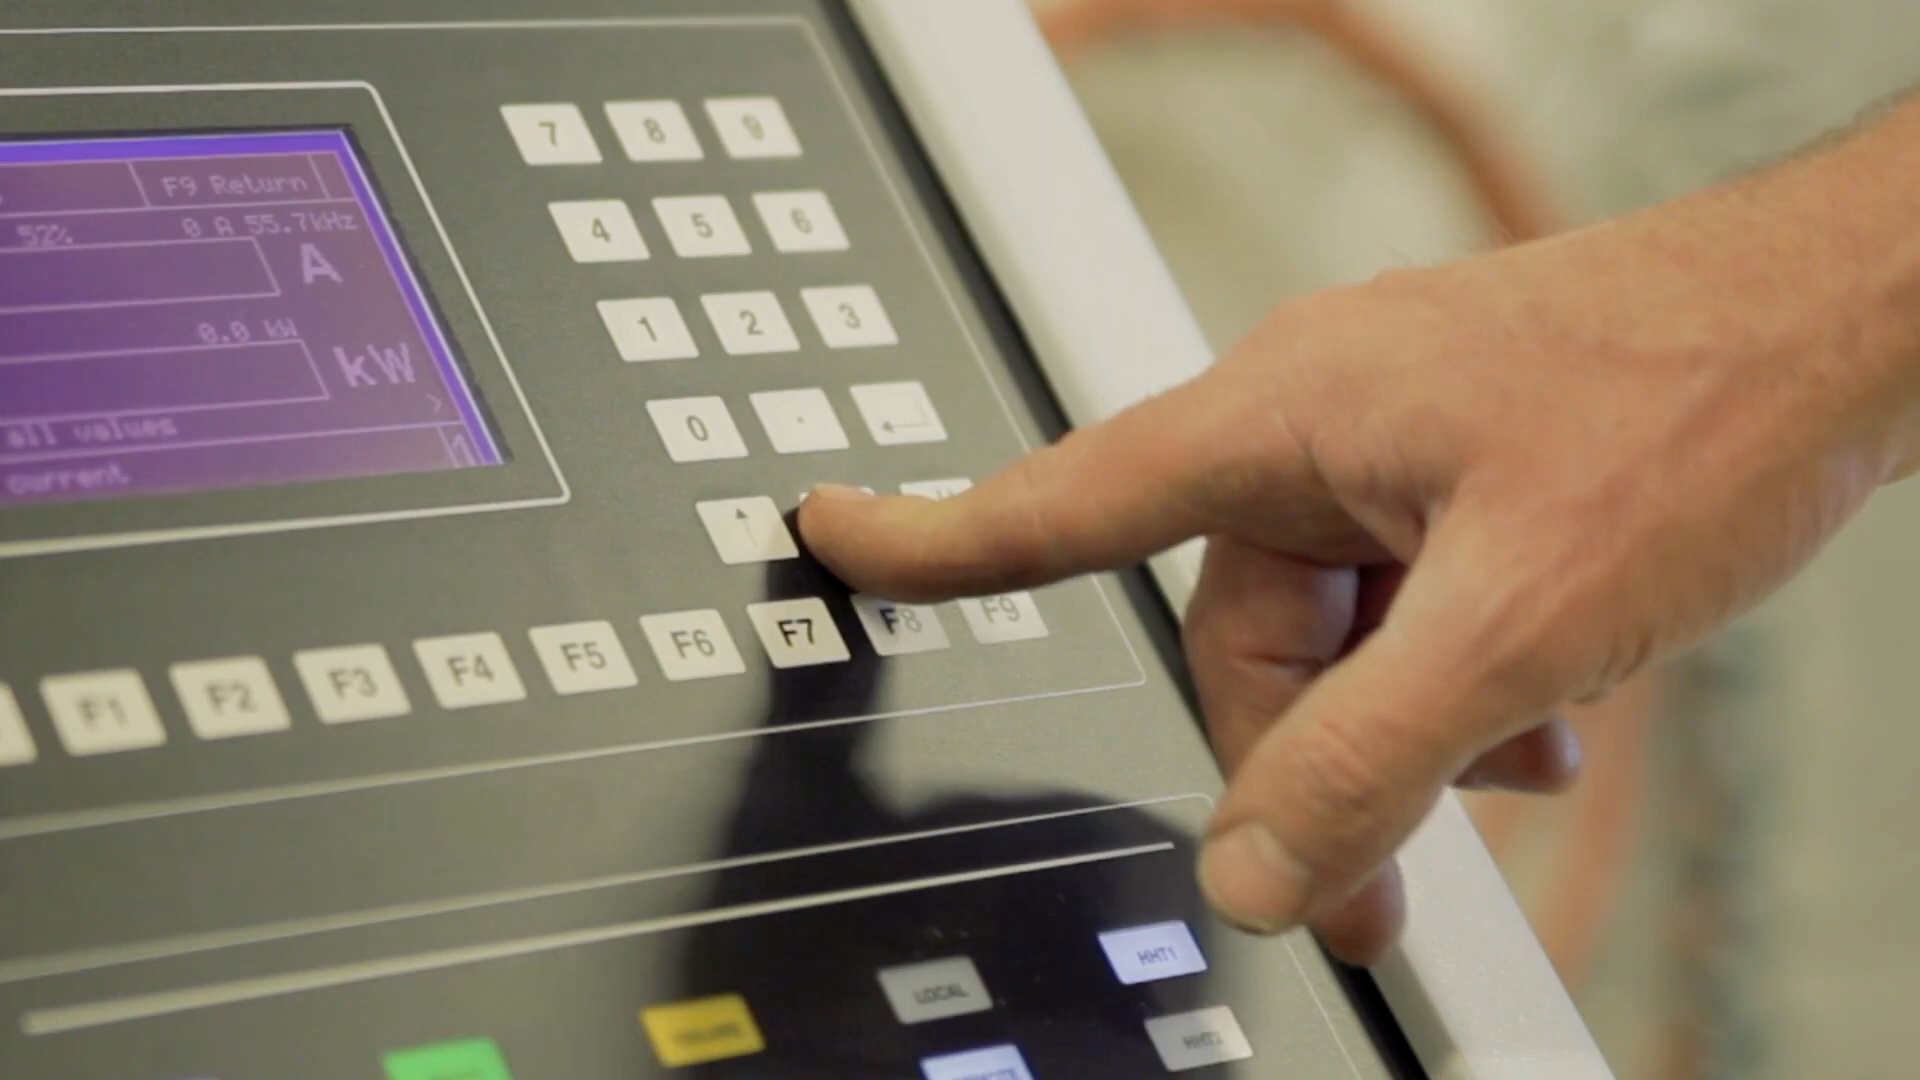 F9 Return
52% 0 A 55.7kHz
A
0.0 kW
kW
all values
current
7 8 9
4 5 6
1 2 3
0 .
F1 F2 F3 F4 F5 F6 F7 F8 F9
LOCAL
HHT1